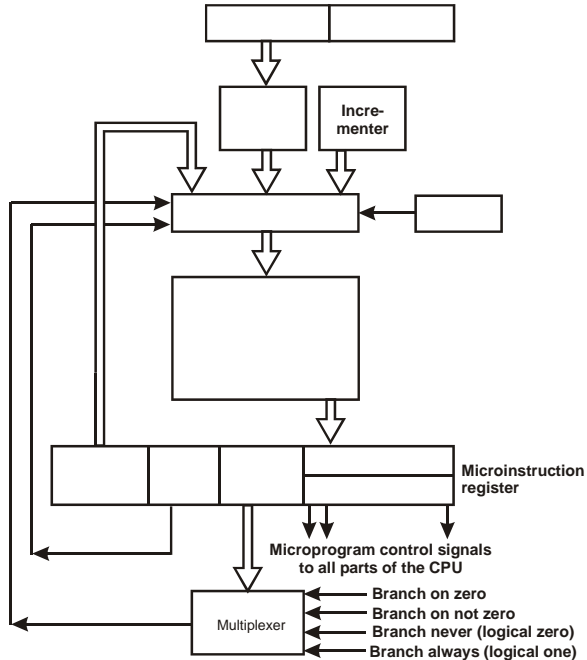 Incre-
menter
Microinstruction
register
Microprogram control signals
to all parts of the CPU
Branch on zero
Branch on not zero
Multiplexer
Branch never (logical zero)
Branch always (logical one)